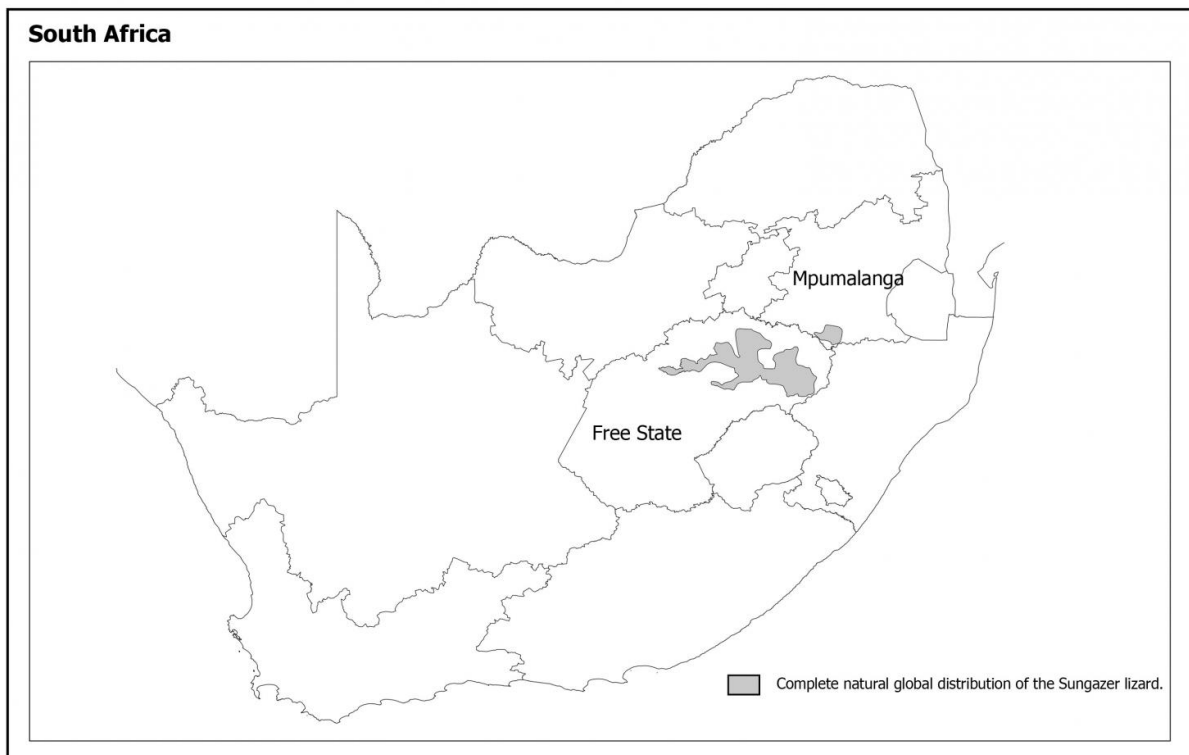 South Africa
Mpumalanga
Free State
Complete natural global distribution of the Sungazer lizard.